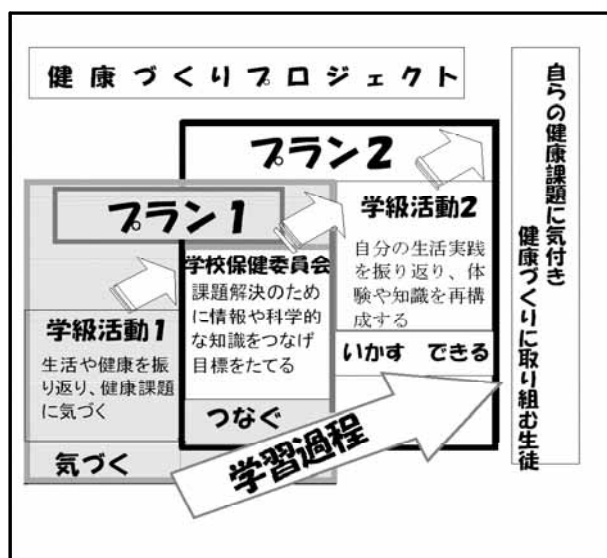 健康づくりプロジェクト
プラン2
プラン1
学級活動1
生活や健康を振
り返り、健康課題
に気づく
気づく
学校保健委員会
課題解決のため
に情報や科学的
な知識をつなげ
目標をたてる
つなぐ
学級活動2
自分の生活実践
を振り返り、体
験や知識を再構
成する
いかす できる
学習過程
自らの健康課題に気付き
健康づくりに取り組む生徒